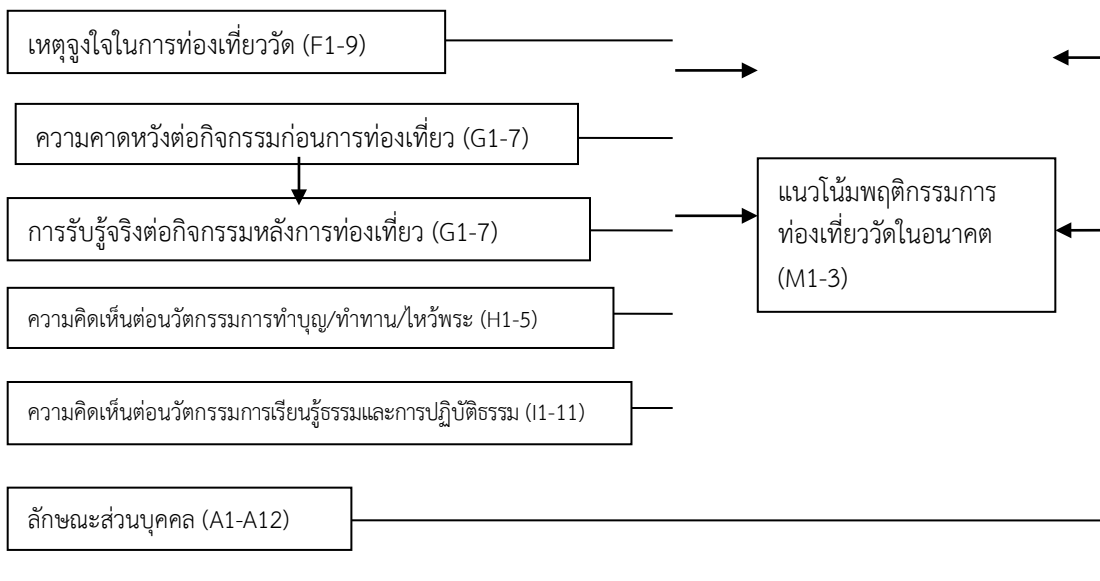 เหตุจูงใจในการท่องเที่ยววัด (F1-9)
ความคาดหวังต่อกิจกรรมก่อนการท่องเที่ยว (G1-7)
การรับรู้จริงต่อกิจกรรมหลังการท่องเที่ยว (G1-7)
ความคิดเห็นต่อนวัตกรรมการทำบุญ/ทำทาน/ไหว้พระ (H1-5)
ความคิดเห็นต่อนวัตกรรมการเรียนรู้ธรรมและการปฏิบัติธรรม (I1-11)
ลักษณะส่วนบุคคล (A1-A12)
แนวโน้มพฤติกรรมการ
ท่องเที่ยววัดในอนาคต
(M1-3)